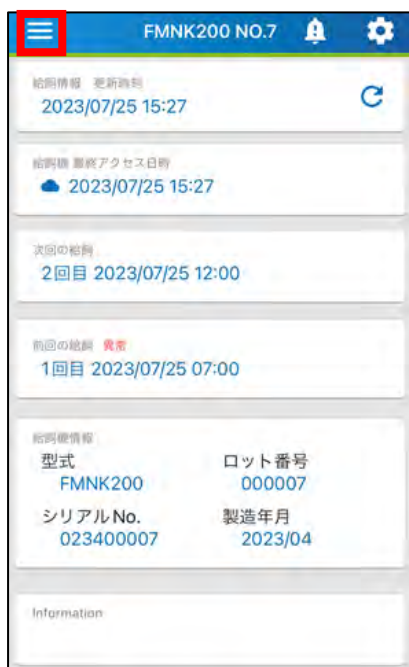 FMNK200 NO.7
給餌情報 更新時刻
2023/07/25 15:27
給餌機 最終アクセス日時
2023/07/25 15:27
次回の給餌
2回目 2023/07/25 12:00
前回の給餌 異常
1回目 2023/07/25 07:00
給餌機情報
型式 ロット番号
FMNK200 000007
シリアルNo. 製造年月
023400007 2023/04
Information